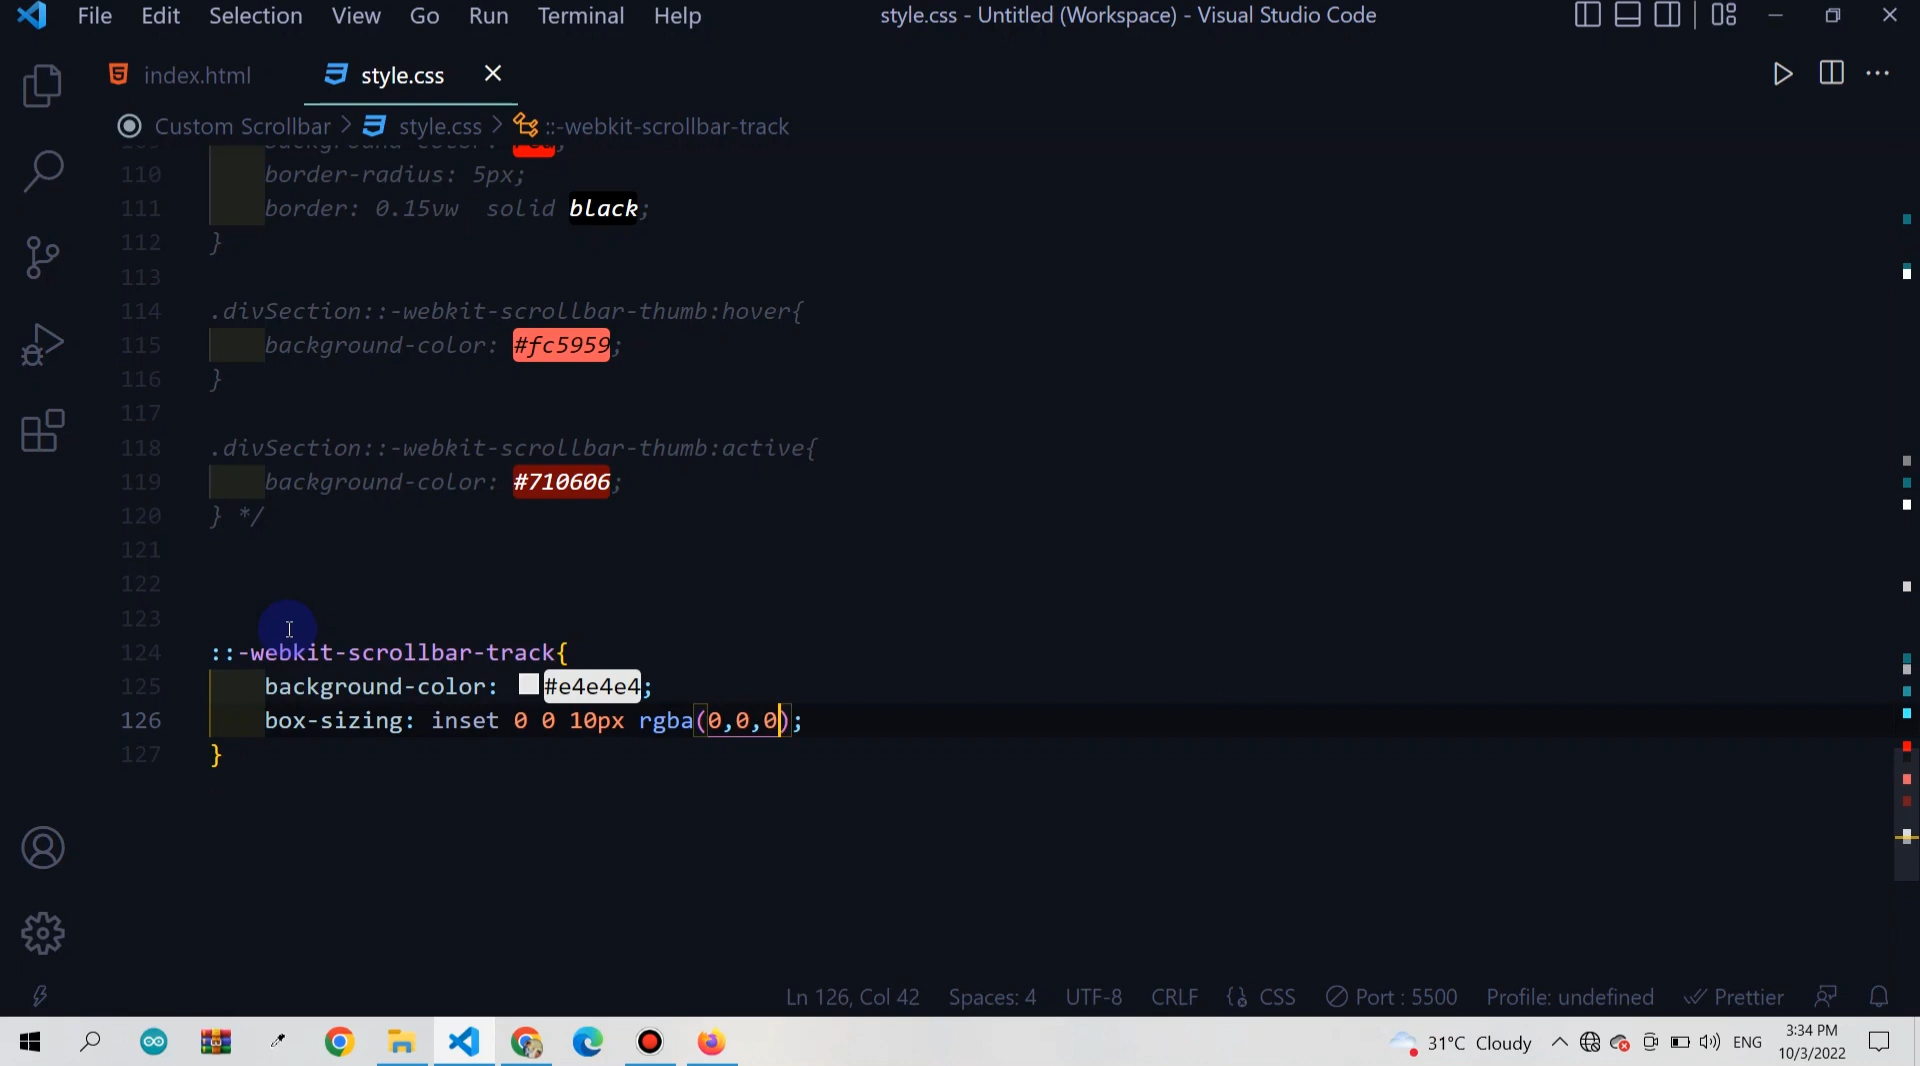 File Edit Selection View Go Run Terminal Help
style.css - Untitled (Workspace) - Visual Studio Code
index.html style.css
Custom Scrollbar > style.css > ::-webkit-scrollbar-track
110 border-radius: 5px;
111 border: 0.15vw  solid black;
112 }
113
114 .divSection::-webkit-scrollbar-thumb:hover{
115 background-color: #fc5959;
116 }
117
118 .divSection::-webkit-scrollbar-thumb:active{
119 background-color: #710606;
120 } */
121
122
123
124 ::-webkit-scrollbar-track{
125 background-color: #e4e4e4;
126 box-sizing: inset 0 0 10px rgba(0,0,0);
127 }
Ln 126, Col 42 Spaces: 4 UTF-8 CRLF CSS Port : 5500 Profile: undefined Prettier
31°C Cloudy ENG 3:34 PM
10/3/2022